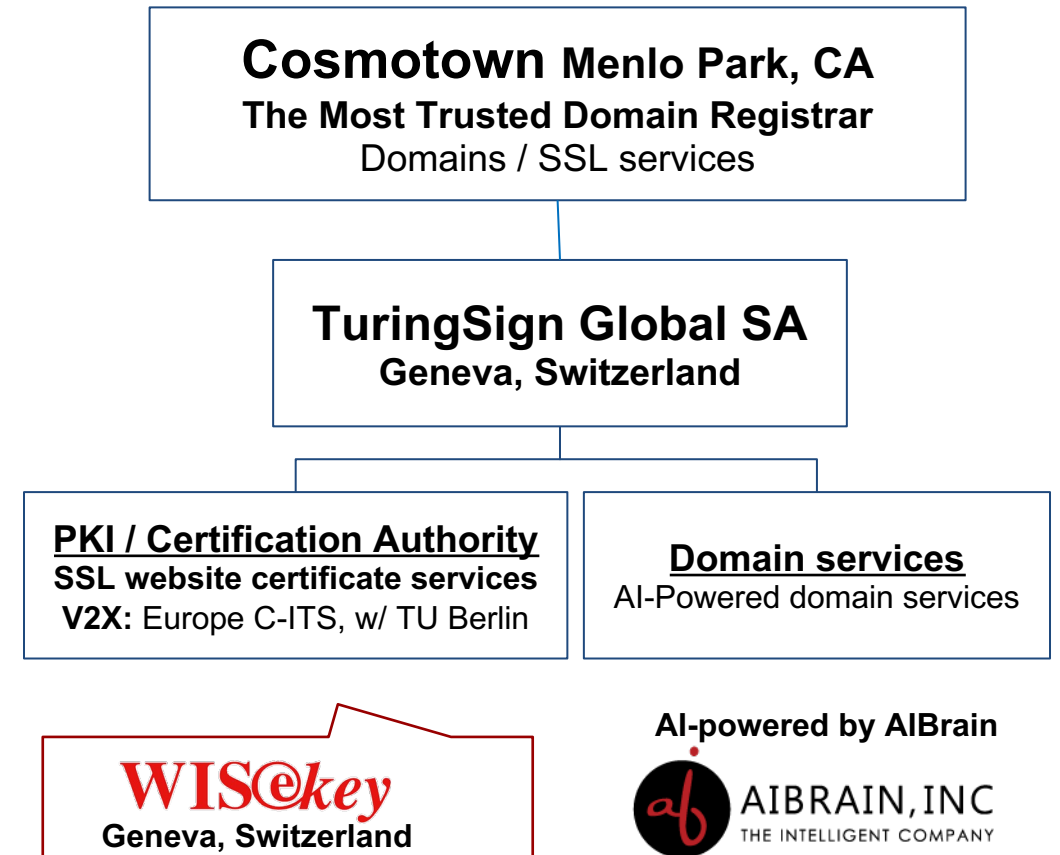 Cosmotown Menlo Park, CA
The Most Trusted Domain Registrar
Domains / SSL services
TuringSign Global SA
Geneva, Switzerland
PKI / Certification Authority
SSL website certificate services
V2X: Europe C-ITS, w/ TU Berlin
Domain services
AI-Powered domain services
WISekey
Geneva, Switzerland
AI-powered by AIBrain
ab
AIBRAIN, INC
THE INTELLIGENT COMPANY